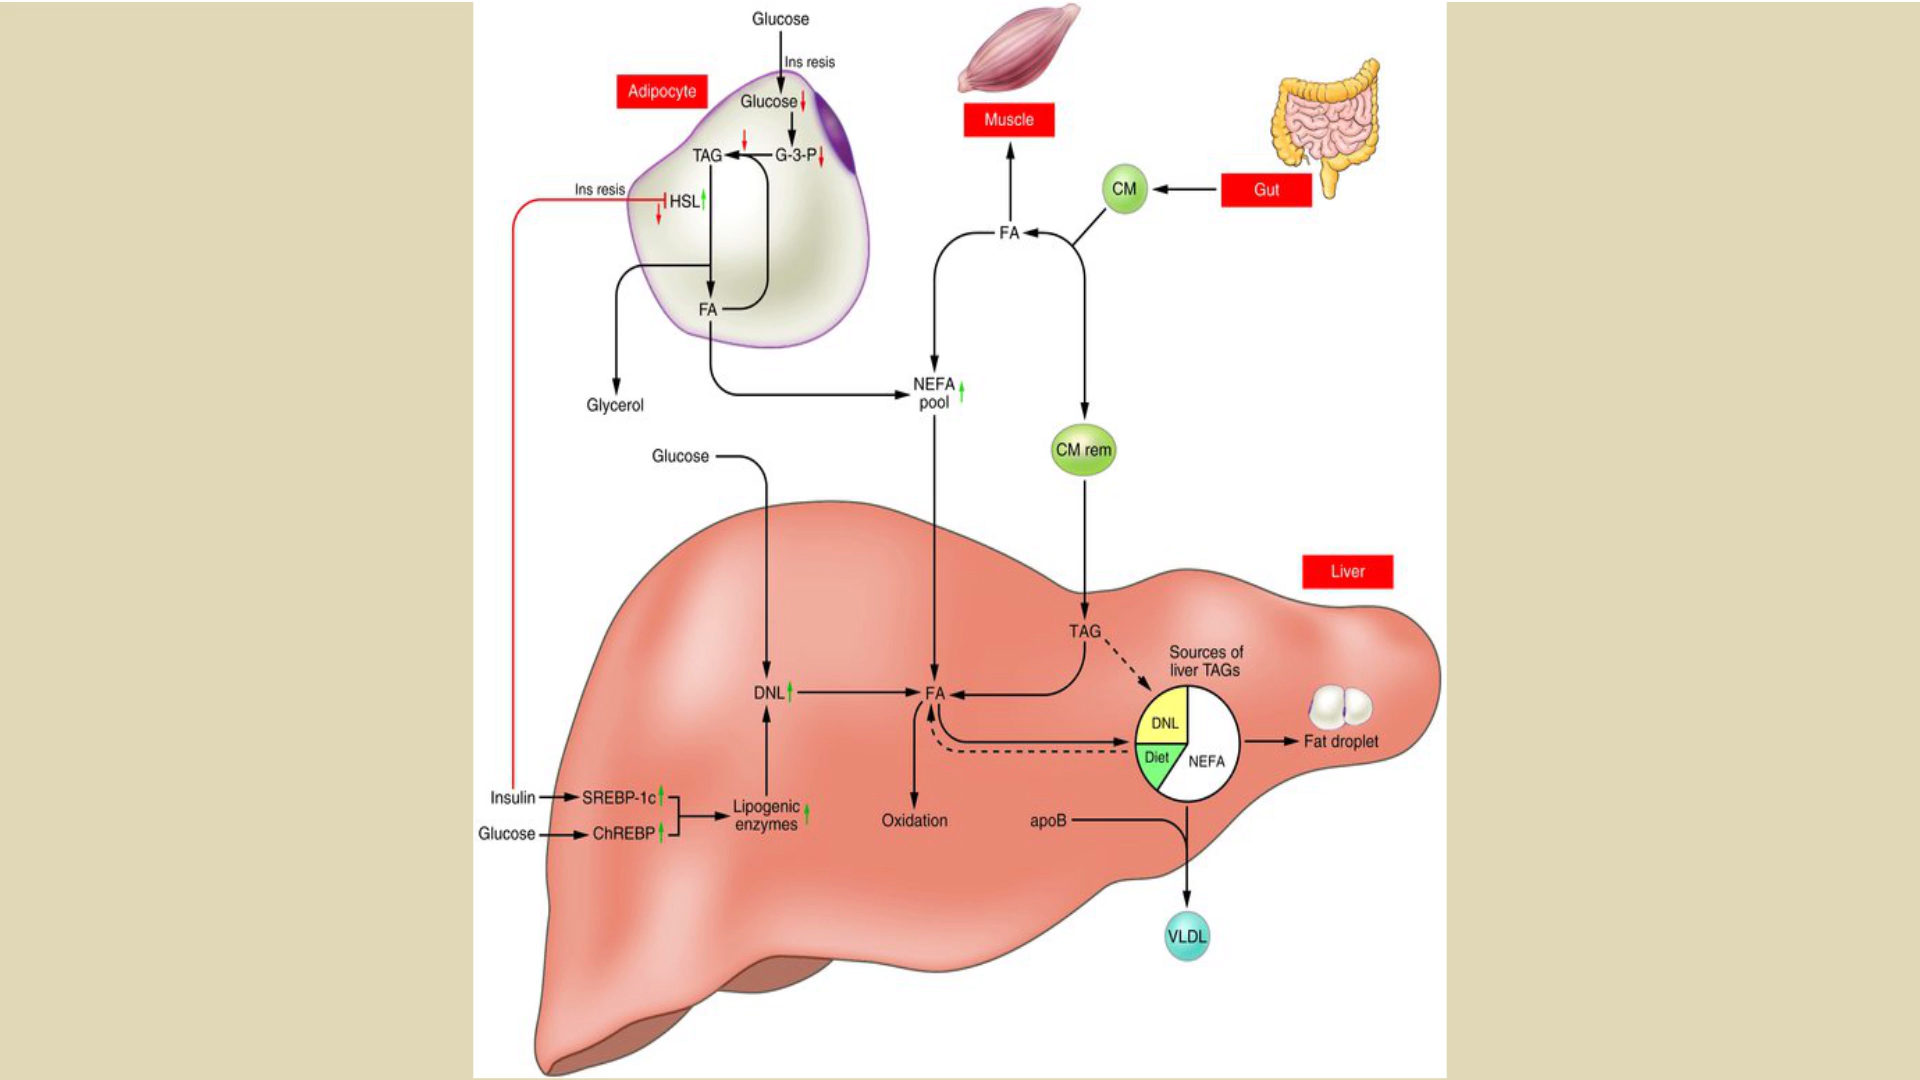 Glucose
Ins resis
Adipocyte
Glucose
TAG
G-3-P
Ins resis
HSL
FA
Glycerol
Muscle
CM
Gut
FA
NEFA
pool
CM rem
Glucose
Liver
TAG
Sources of
liver TAGs
DNL
FA
DNL
Diet
NEFA
Fat droplet
Insulin
SREBP-1c
Glucose
ChREBP
Lipogenic
enzymes
Oxidation
apoB
VLDL